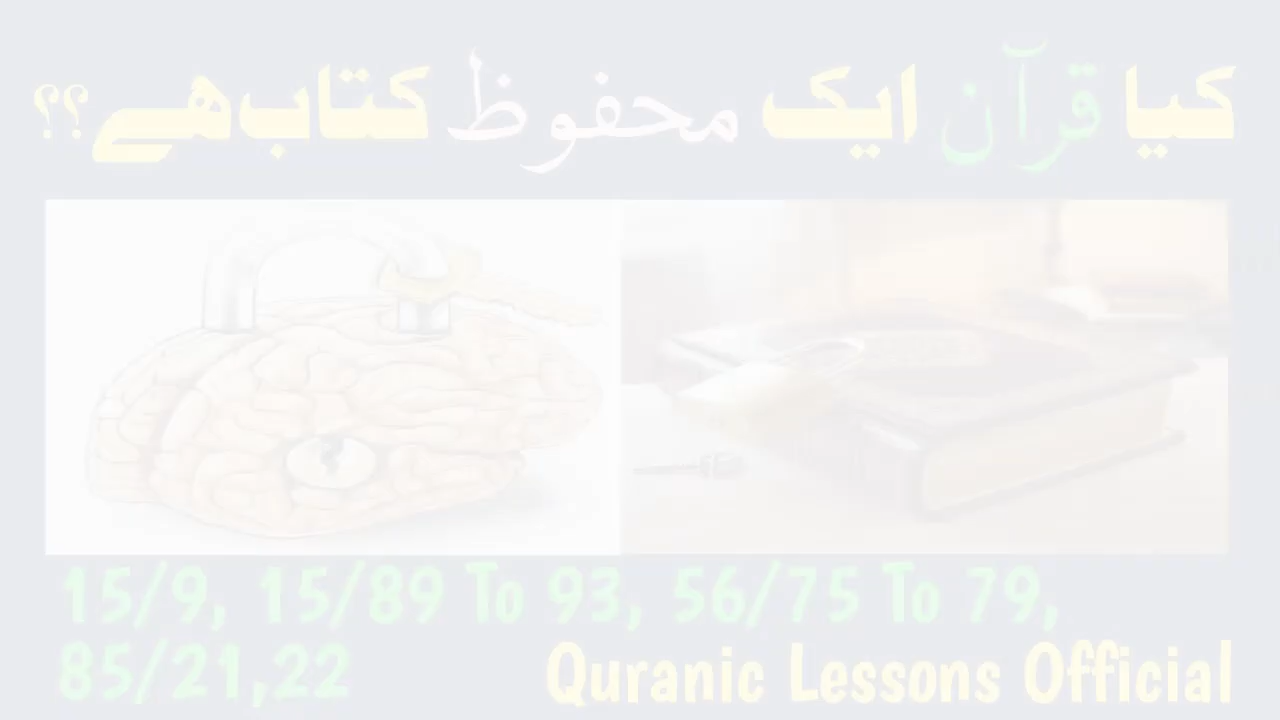 کیا قرآن ایک محفوظ کتاب ھے؟؟
15/9, 15/89 To 93, 56/75 To 79,
85/21,22
Quranic Lessons Official